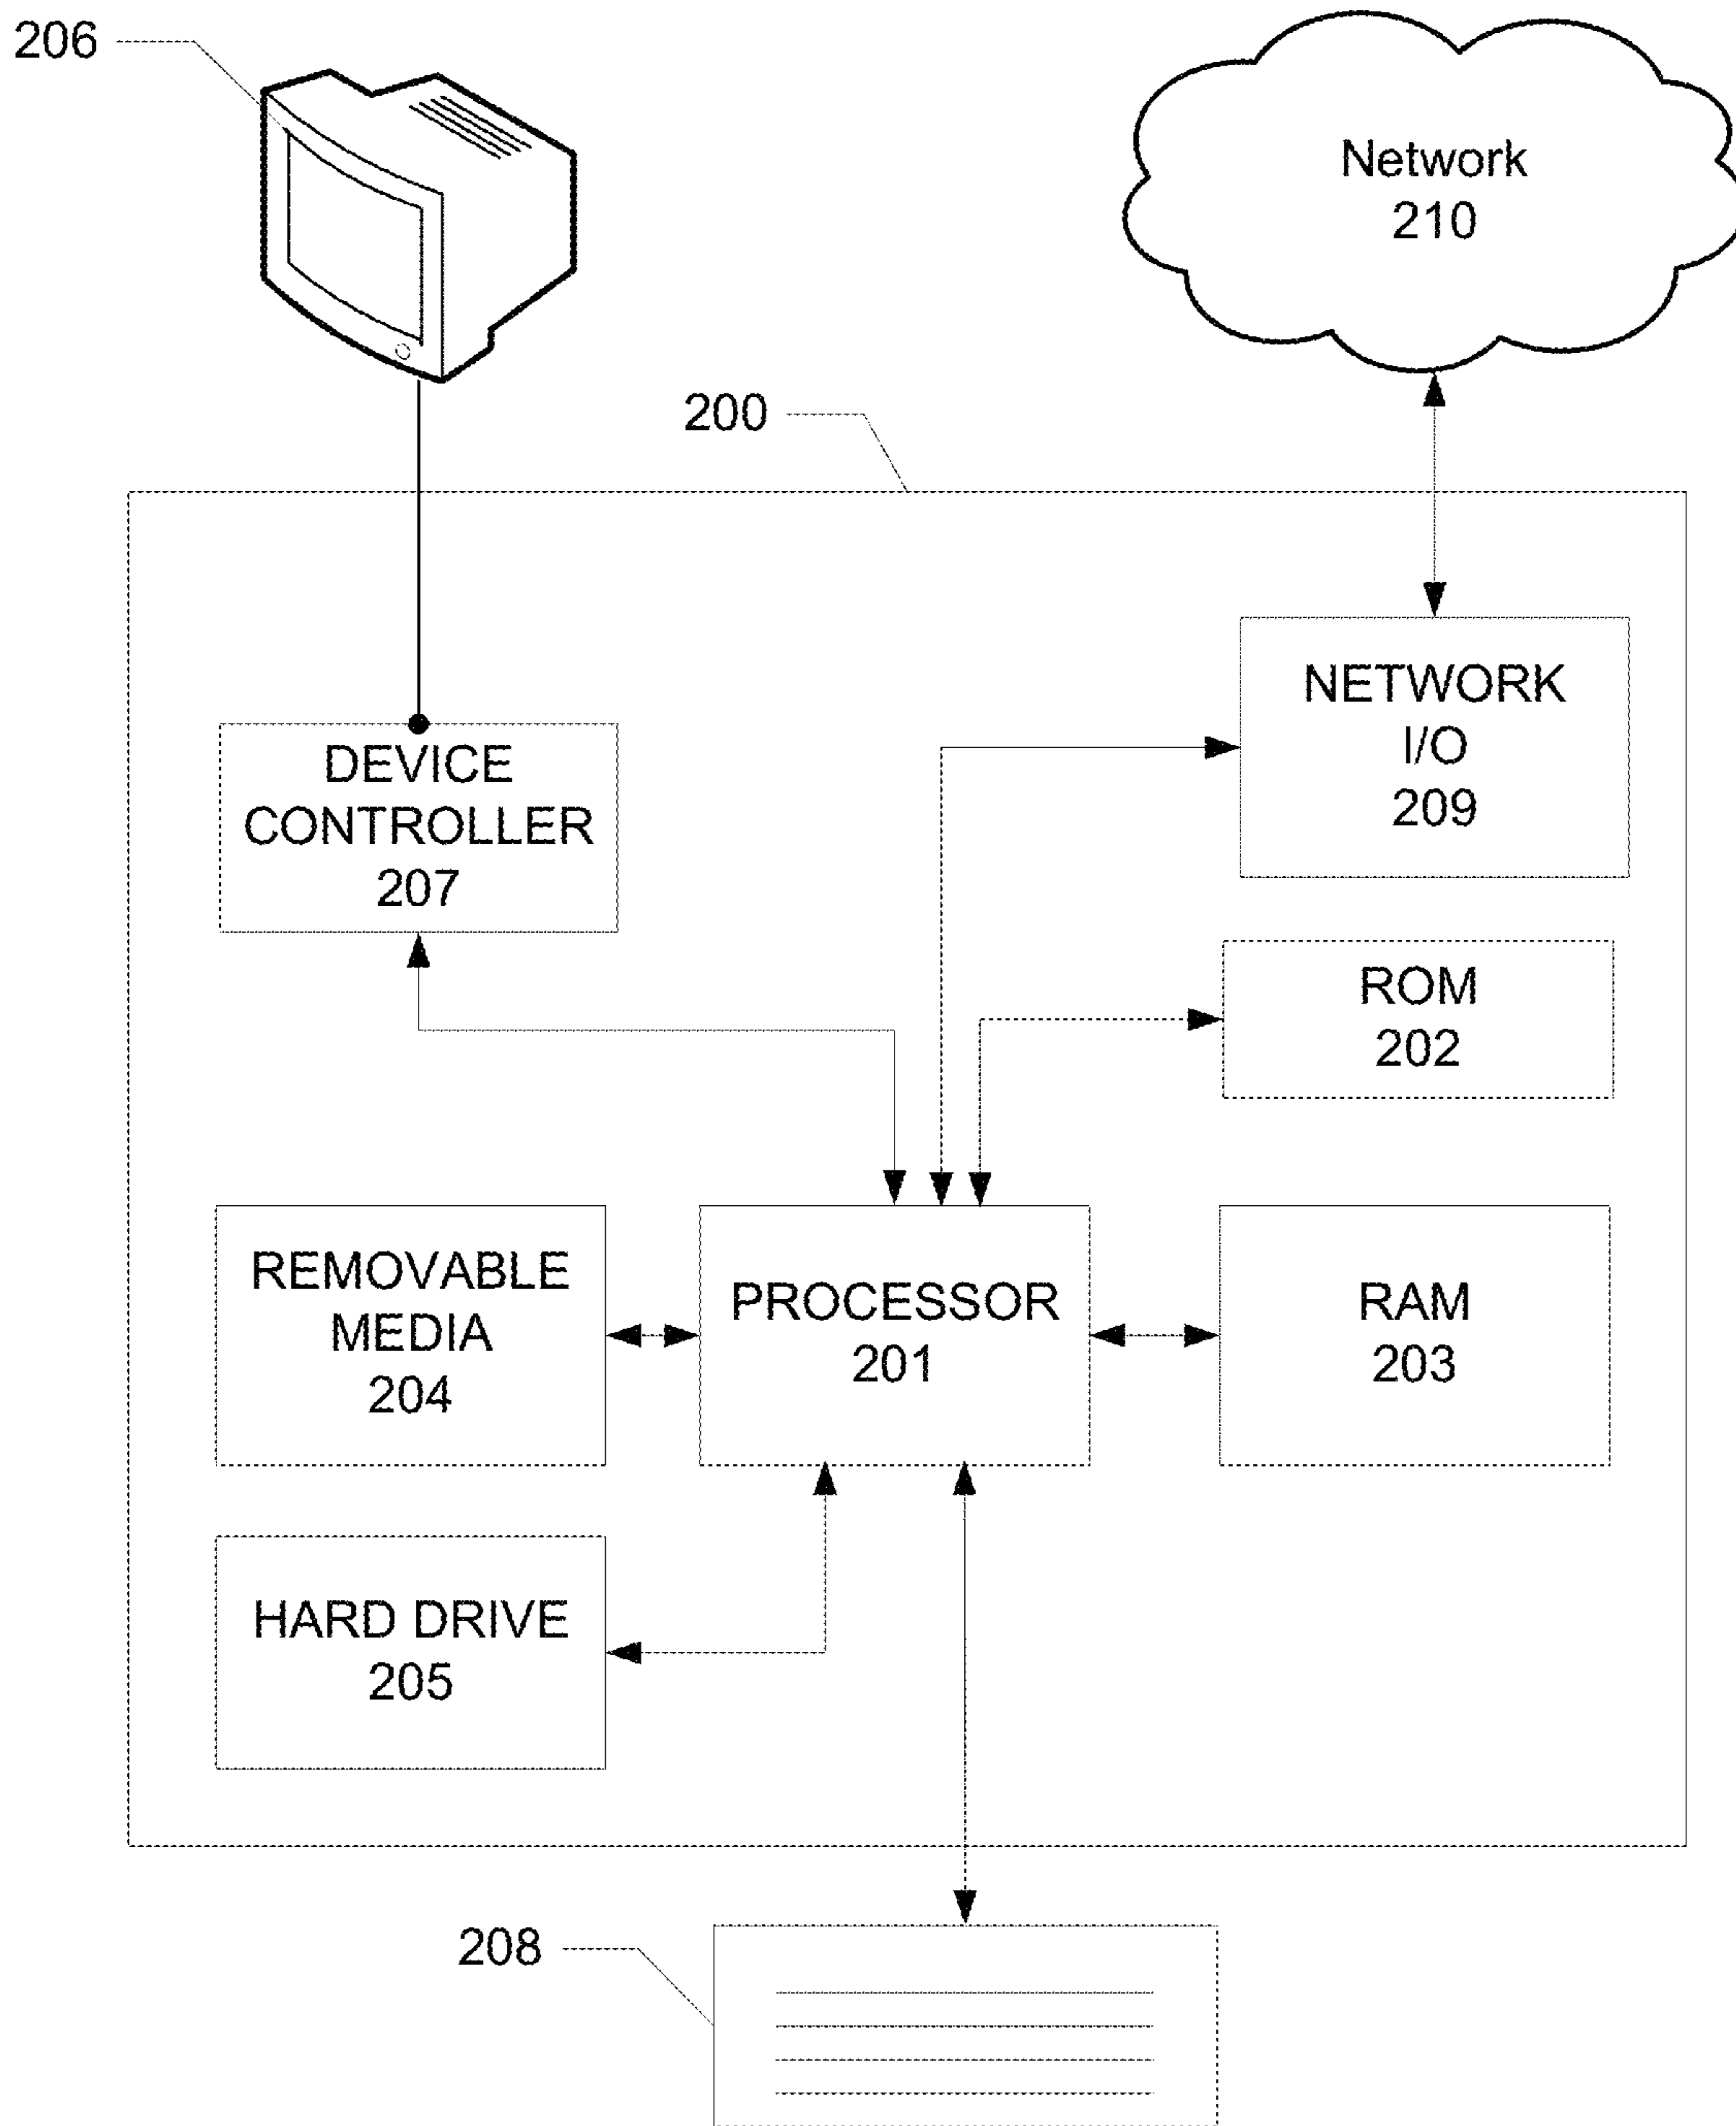 206
Network
210
200
NETWORK
I/O
209
DEVICE
CONTROLLER
207
ROM
202
REMOVABLE
MEDIA
204
PROCESSOR
201
RAM
203
HARD DRIVE
205
208